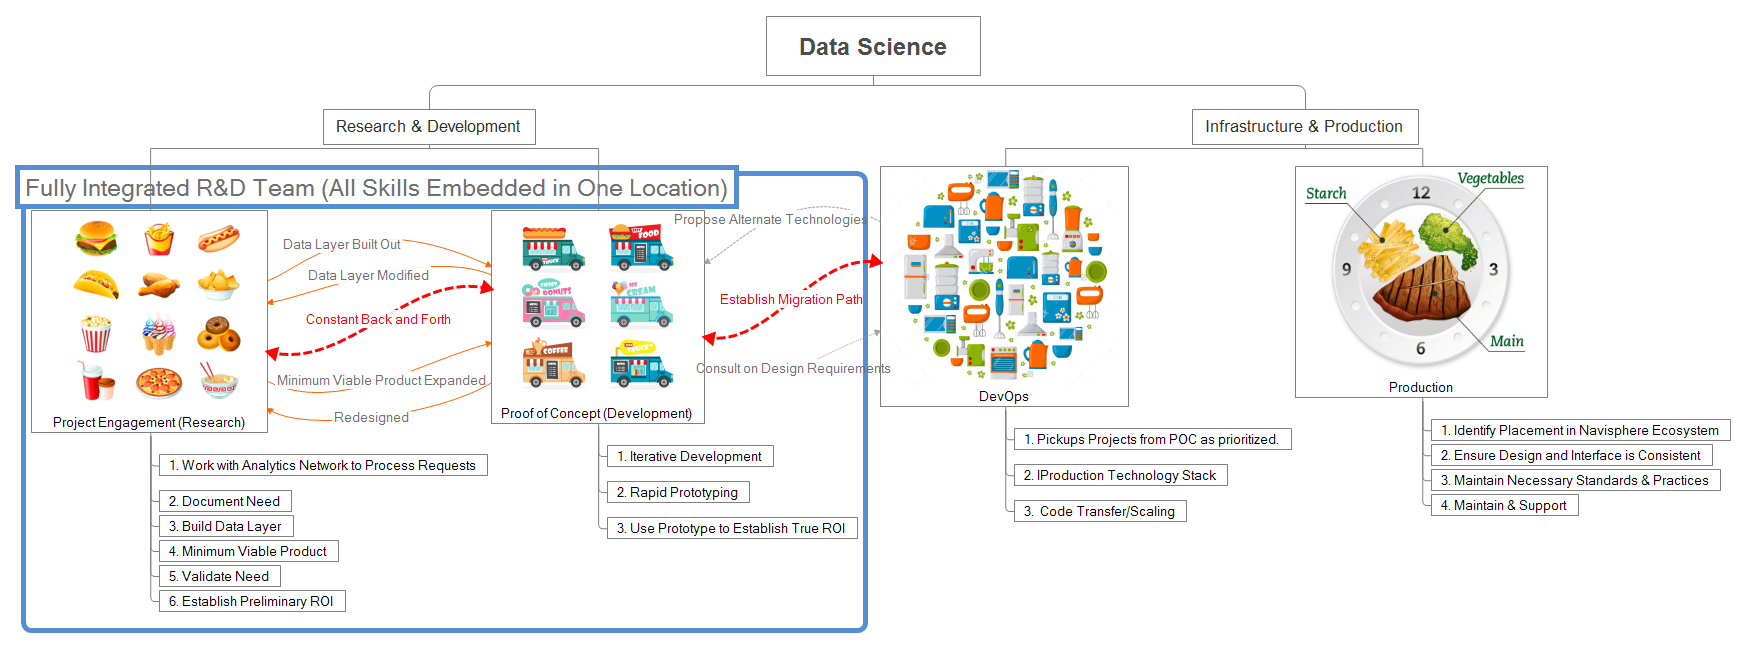 Data Science
Research & Development
Infrastructure & Production
Fully Integrated R&D Team (All Skills Embedded in One Location)
Data Layer Built Out
Data Layer Modified
Constant Back and Forth
Minimum Viable Product Expanded
Redesigned
Project Engagement (Research)
1. Work with Analytics Network to Process Requests
2. Document Need
3. Build Data Layer
4. Minimum Viable Product
5. Validate Need
6. Establish Preliminary ROI
FOOD
SWEET
DONUTS
ICE
CREAM
COFFEE
Proof of Concept (Development)
1. Iterative Development
2. Rapid Prototyping
3. Use Prototype to Establish True ROI
Propose Alternate Technologies
Establish Migration Path
Consult on Design Requirements
DevOps
1. Pickups Projects from POC as prioritized.
2. IProduction Technology Stack
3. Code Transfer/Scaling
Starch
Vegetables
12
9
3
6
Main
Production
1. Identify Placement in Navisphere Ecosystem
2. Ensure Design and Interface is Consistent
3. Maintain Necessary Standards & Practices
4. Maintain & Support